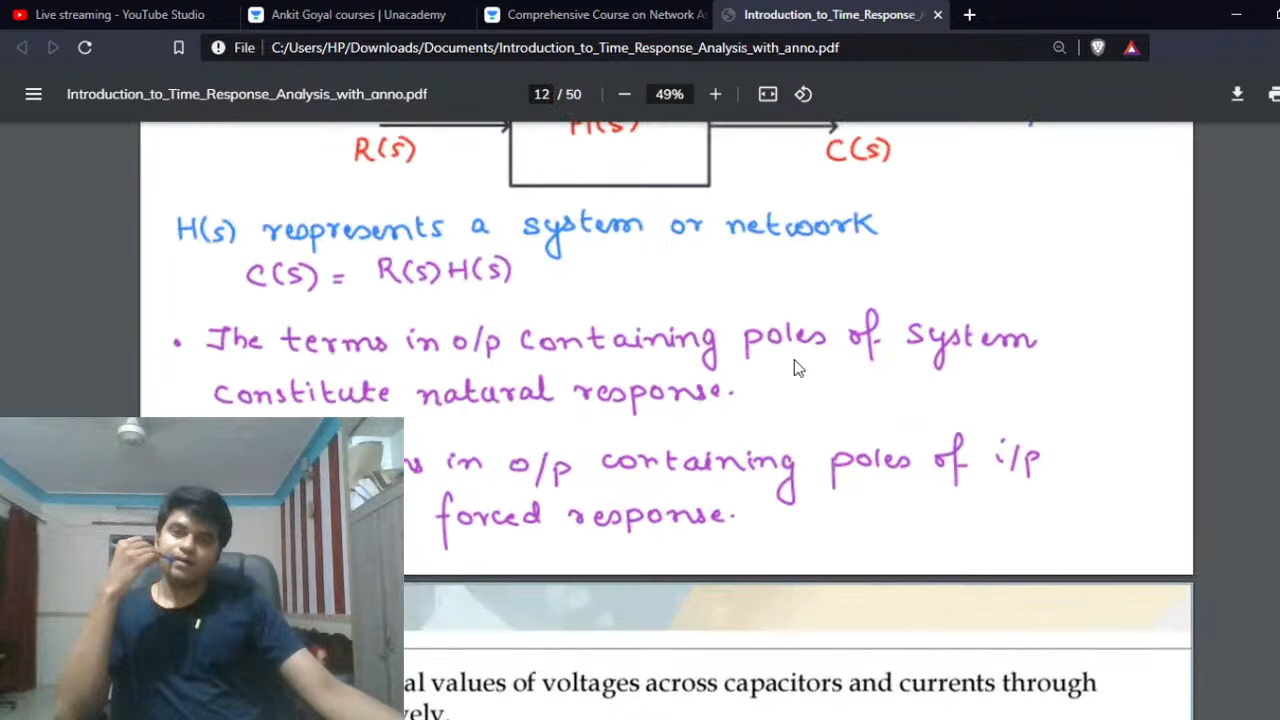 Live streaming - YouTube Studio
Ankit Goyal courses | Unacademy
Comprehensive Course on Network A
Introduction_to_Time_Response_
File
C:/Users/HP/Downloads/Documents/Introduction_to_Time_Response_Analysis_with_anno.pdf
Introduction_to_Time_Response_Analysis_with_anno.pdf
12 / 50
49%
R(s)
H(s)
C(s)
H(s) respresents a system or network
C(s) = R(s)H(s)
• The terms in o/p containing poles of system
constitute natural response.
in o/p containing poles of i/p
forced response.
al values of voltages across capacitors and currents through
vely.